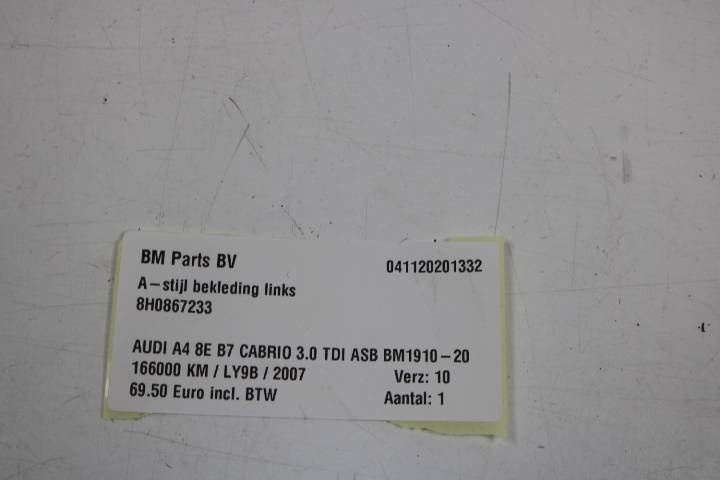 BM Parts BV 041120201332
A-stijl bekleding links
8H0867233
AUDI A4 8E B7 CABRIO 3.0 TDI ASB BM1910-20
166000 KM / LY9B / 2007 Verz: 10
69.50 Euro incl. BTW Aantal: 1